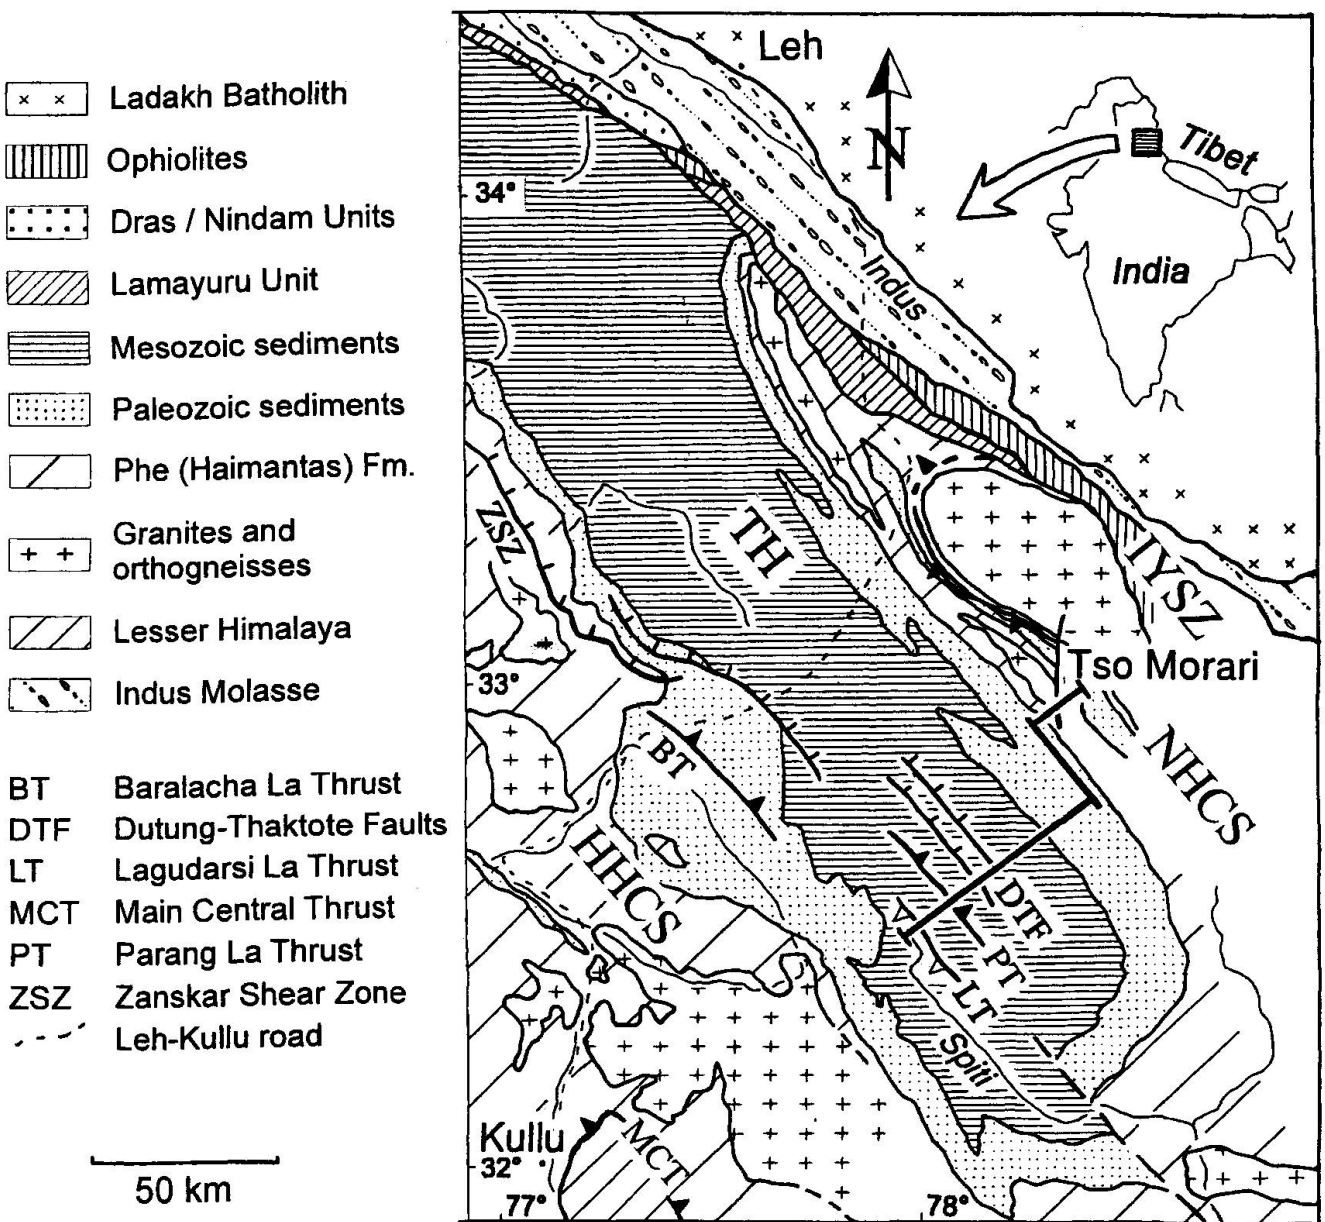 Ladakh Batholith
Ophiolites
Dras / Nindam Units
Lamayuru Unit
Mesozoic sediments
Paleozoic sediments
Phe (Haimantas) Fm.
Granites and
orthogneisses
Lesser Himalaya
Indus Molasse
BT Baralacha La Thrust
DTF Dutung-Thaktote Faults
LT Lagudarsi La Thrust
MCT Main Central Thrust
PT Parang La Thrust
ZSZ Zanskar Shear Zone
Leh-Kullu road
50 km
Leh
N
Tibet
India
34°
Indus
ZSZ
TH
IYSZ
Tso Morari
33°
BT
NHCS
HHCS
DTF
PT
LT
Spiti
Kullu
MCT
32°
77°
78°